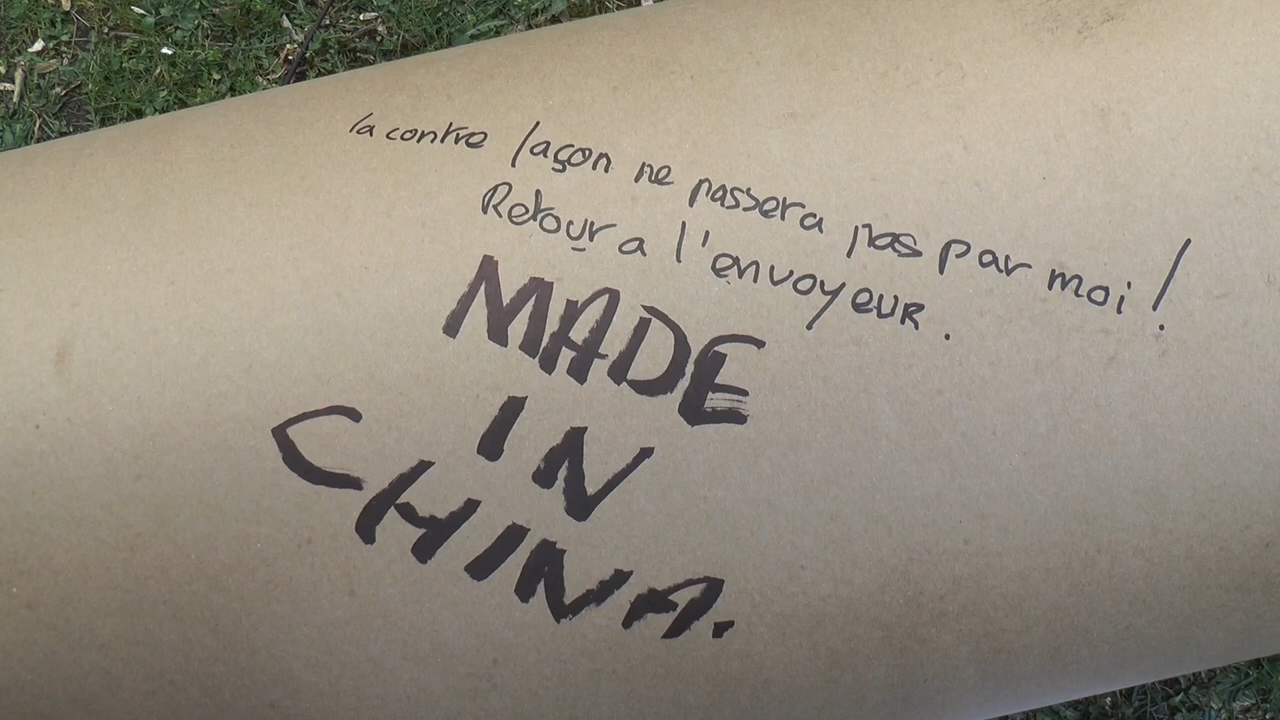 la contre façon ne passera pas par moi !
Retour a l'envoyeur.
MADE
IN
CHINA.